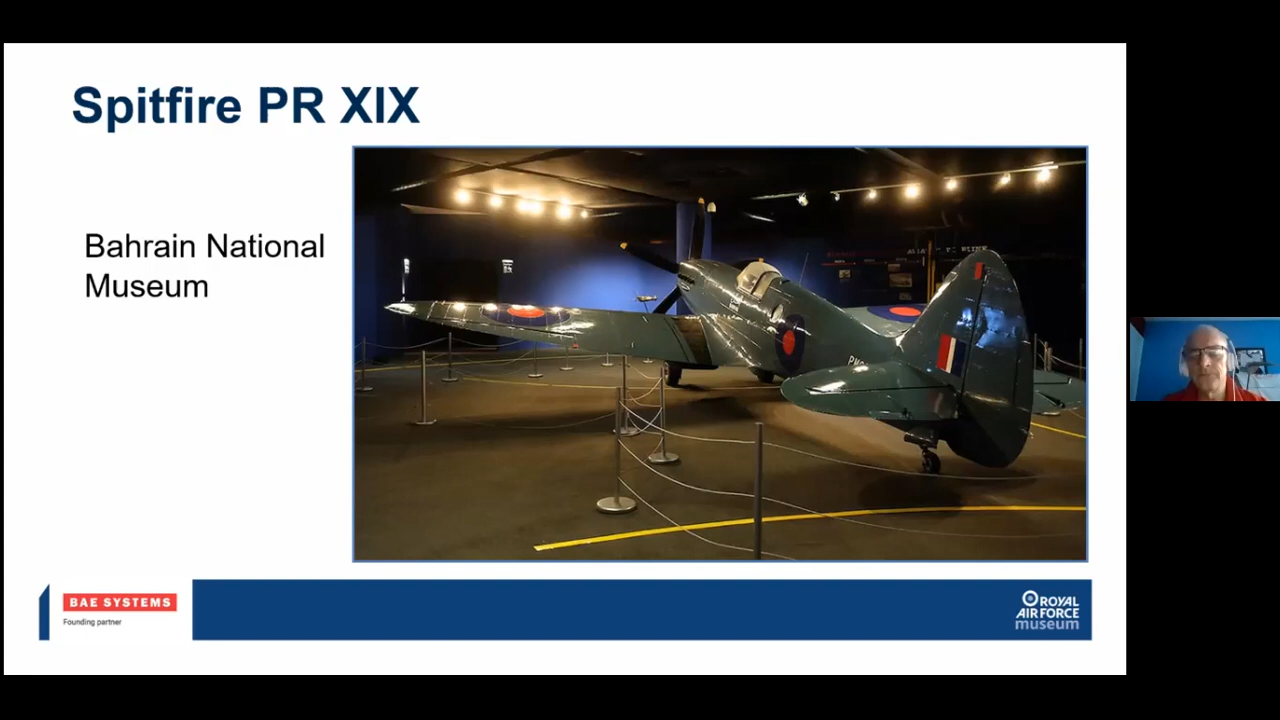 Spitfire PR XIX
Bahrain National
Museum
BAE SYSTEMS
Founding partner
ROYAL
AIR FORCE
museum